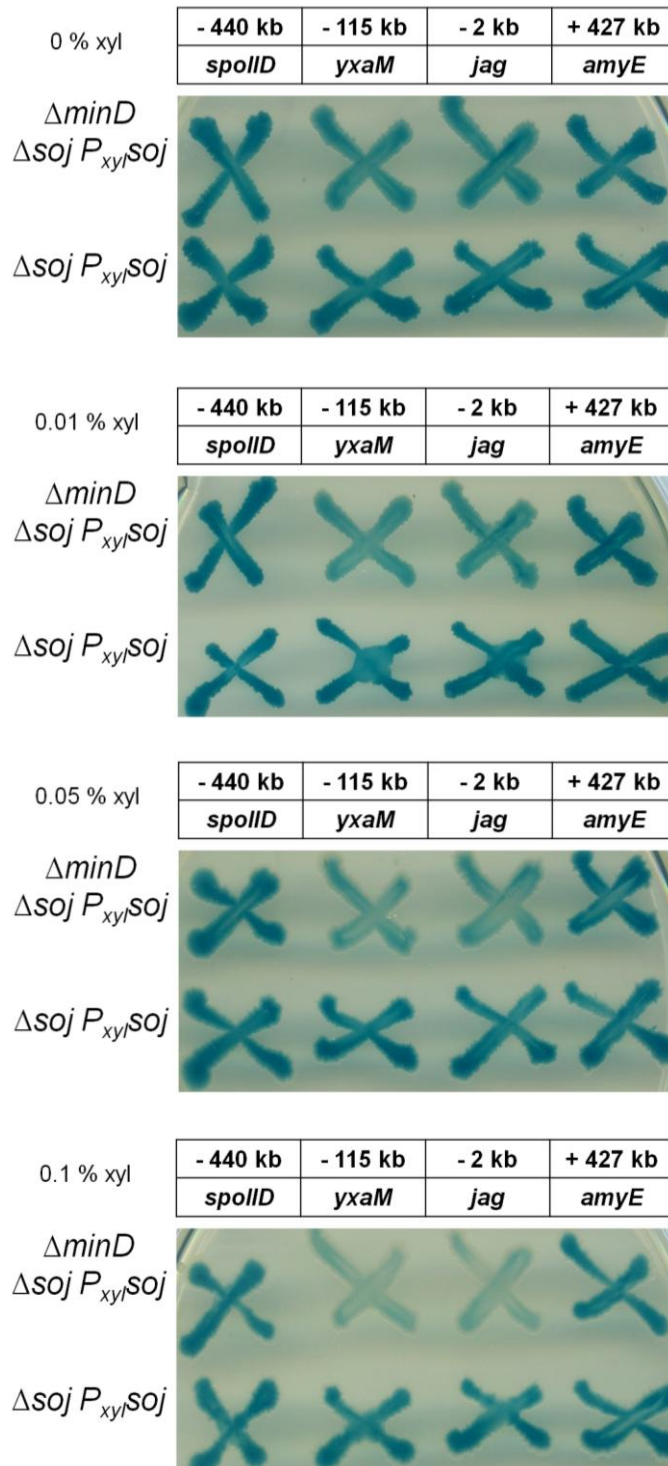 0 % xyl
- 440 kb - 115 kb - 2 kb + 427 kb
spoIID yxaM jag amyE
ΔminD
Δsoj Pxylsoj
Δsoj Pxylsoj
0.01 % xyl
- 440 kb - 115 kb - 2 kb + 427 kb
spoIID yxaM jag amyE
ΔminD
Δsoj Pxylsoj
Δsoj Pxylsoj
0.05 % xyl
- 440 kb - 115 kb - 2 kb + 427 kb
spoIID yxaM jag amyE
ΔminD
Δsoj Pxylsoj
Δsoj Pxylsoj
0.1 % xyl
- 440 kb - 115 kb - 2 kb + 427 kb
spoIID yxaM jag amyE
ΔminD
Δsoj Pxylsoj
Δsoj Pxylsoj